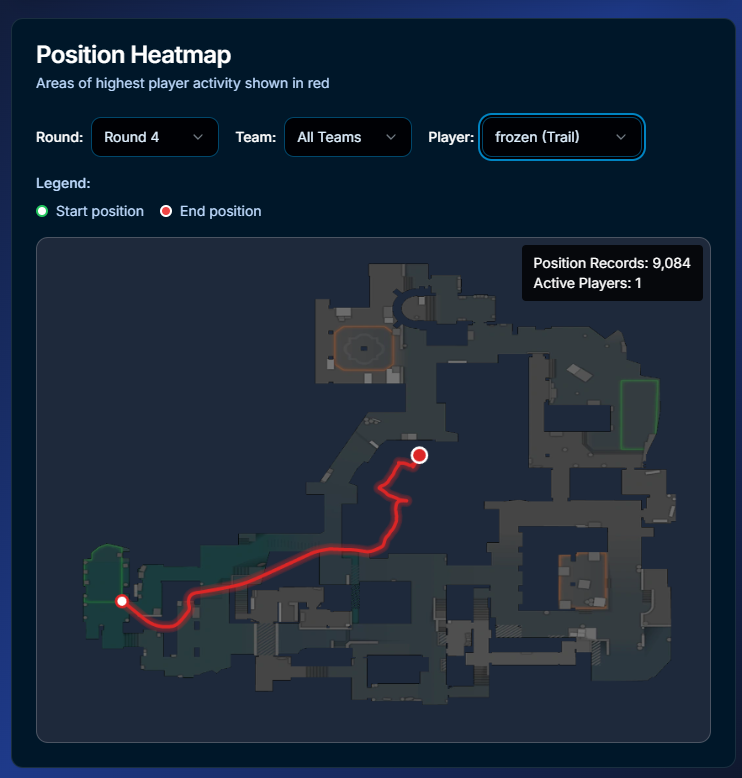 Position Heatmap
Areas of highest player activity shown in red
Round: Round 4 Team: All Teams Player: frozen (Trail)
Legend:
Start position End position
Position Records: 9,084
Active Players: 1